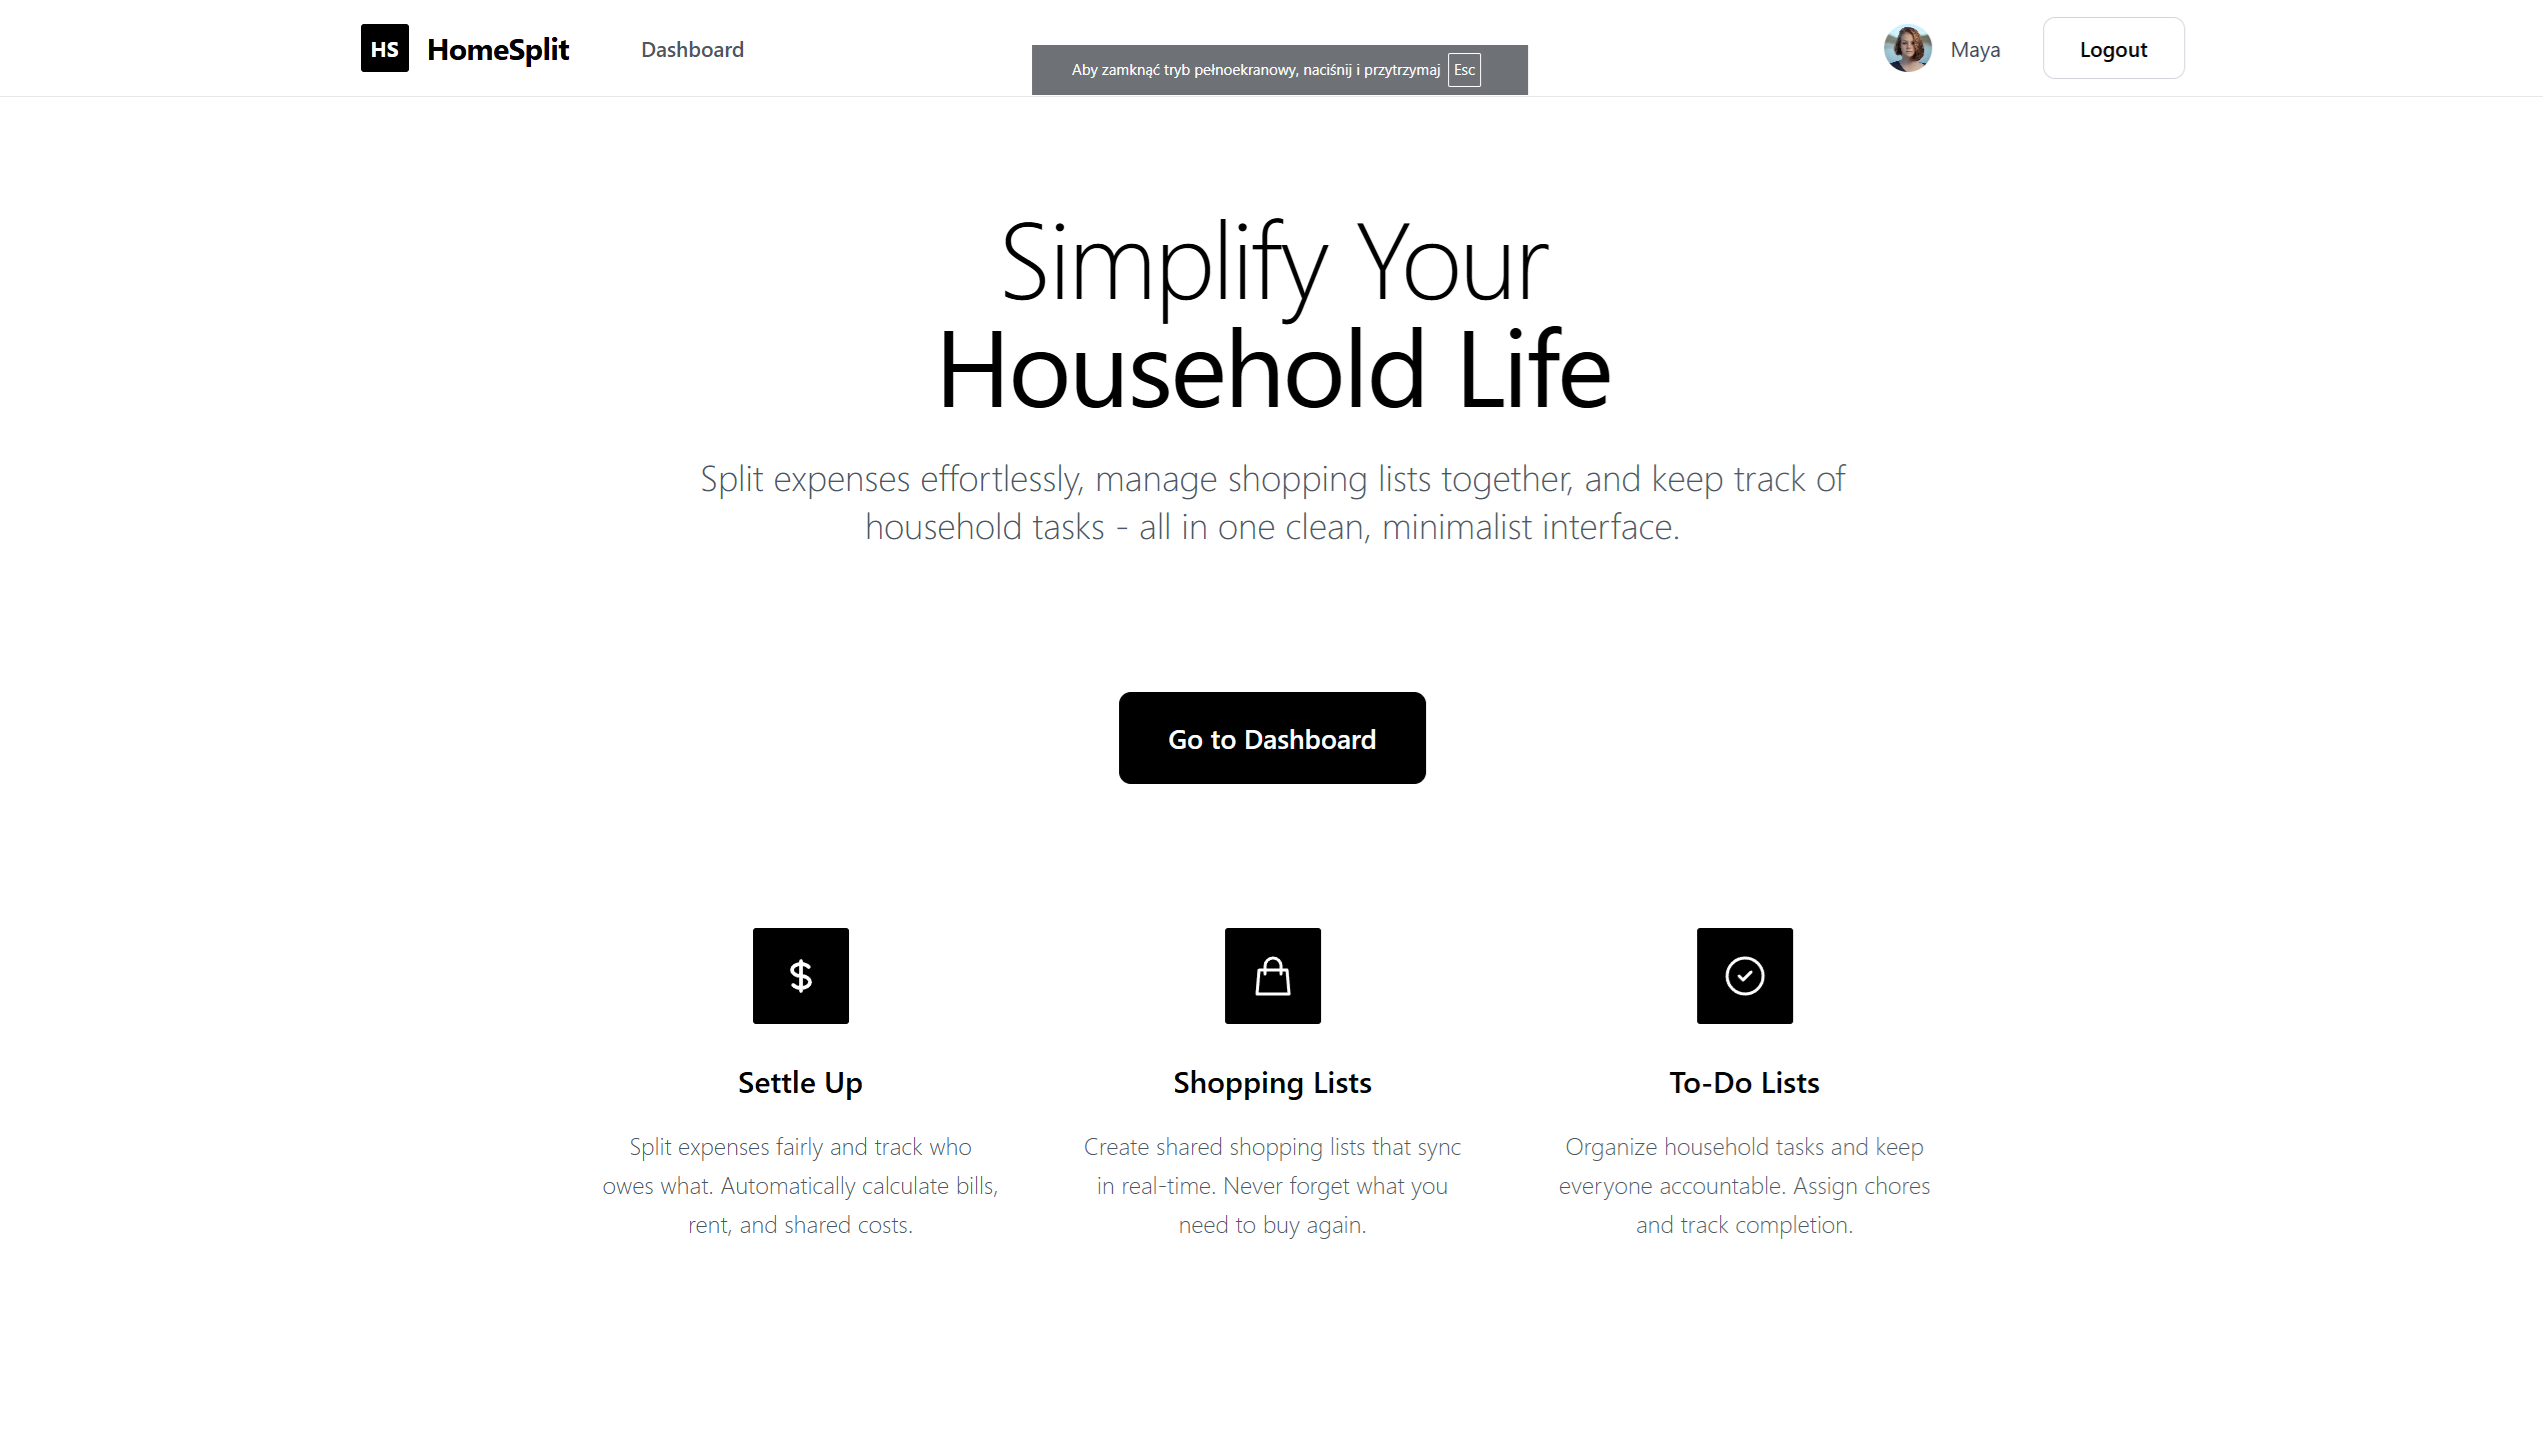 HS HomeSplit Dashboard
Aby zamknąć tryb pełnoekranowy, naciśnij i przytrzymaj Esc
Maya Logout
Simplify Your
Household Life
Split expenses effortlessly, manage shopping lists together, and keep track of
household tasks - all in one clean, minimalist interface.
Go to Dashboard
$
Settle Up
Split expenses fairly and track who
owes what. Automatically calculate bills,
rent, and shared costs.
Shopping Lists
Create shared shopping lists that sync
in real-time. Never forget what you
need to buy again.
To-Do Lists
Organize household tasks and keep
everyone accountable. Assign chores
and track completion.